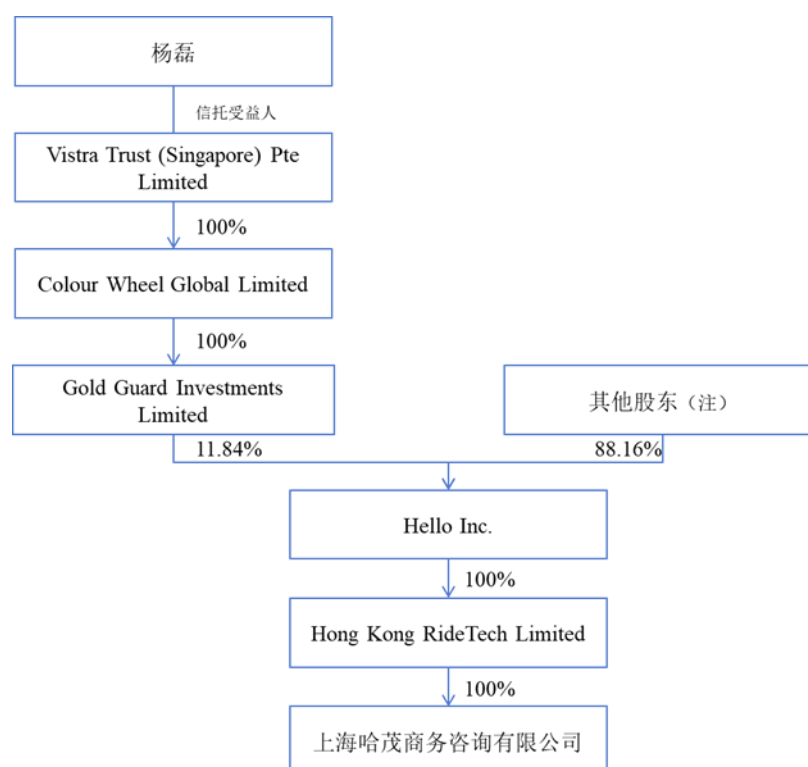 杨磊
信托受益人
Vistra Trust (Singapore) Pte
Limited
100%
Colour Wheel Global Limited
100%
Gold Guard Investments
Limited
其他股东（注）
11.84%
88.16%
Hello Inc.
100%
Hong Kong RideTech Limited
100%
上海哈茂商务咨询有限公司